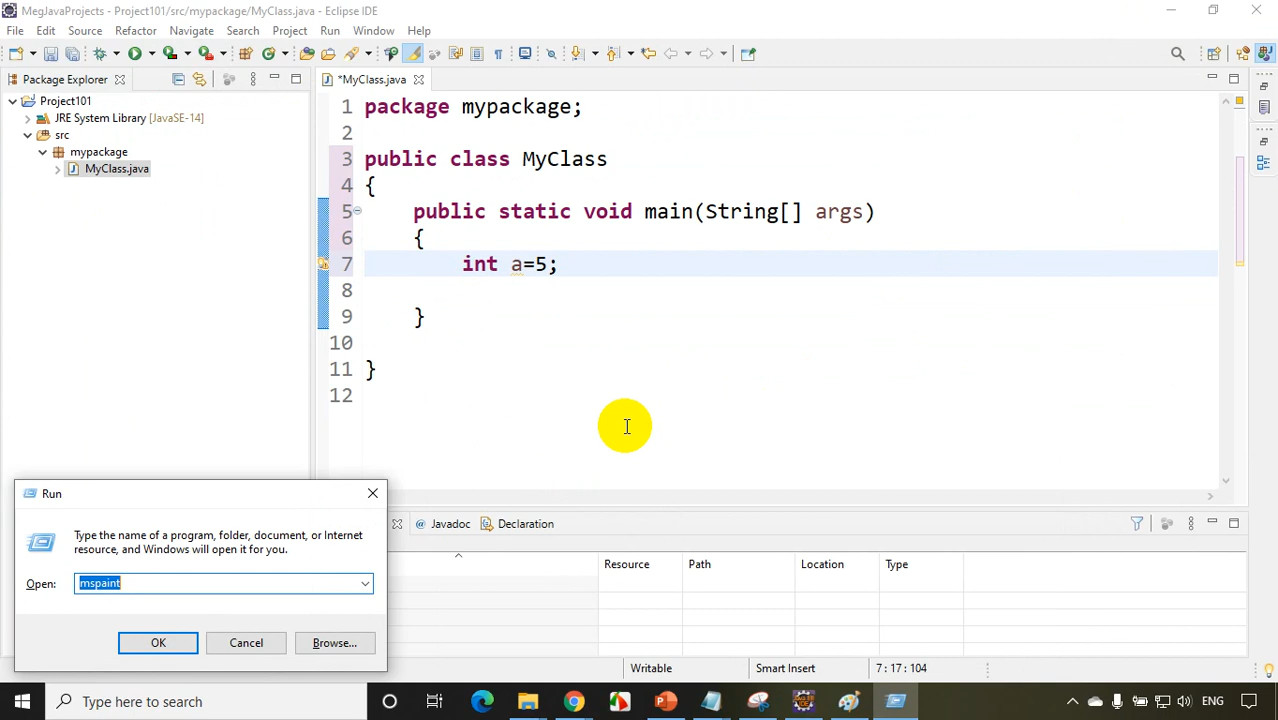 MegJavaProjects - Project101/src/mypackage/MyClass.java - Eclipse IDE
File Edit Source Refactor Navigate Search Project Run Window Help
Package Explorer
Project101
JRE System Library [JavaSE-14]
src
mypackage
MyClass.java
*MyClass.java
1 package mypackage;
2
3 public class MyClass
4 {
5 public static void main(String[] args)
6 {
7 int a=5;
8
9 }
10
11 }
12
Javadoc Declaration
Resource Path Location Type
Run
Type the name of a program, folder, document, or Internet
resource, and Windows will open it for you.
Open: mspaint
OK Cancel Browse...
Writable Smart Insert 7 : 17 : 104
Type here to search
ENG